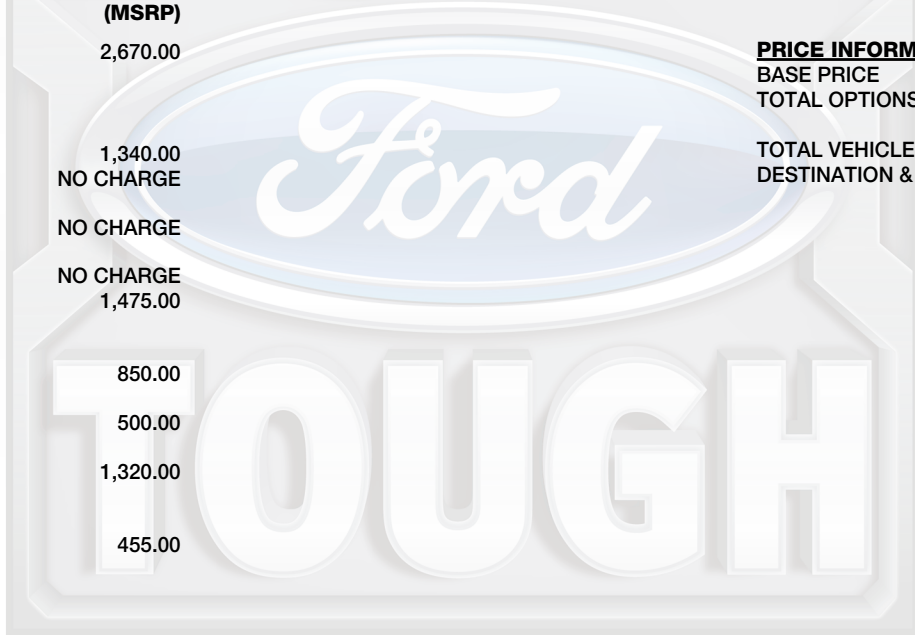 (MSRP)
2,670.00
1,340.00
NO CHARGE
NO CHARGE
NO CHARGE
1,475.00
850.00
500.00
1,320.00
455.00
PRICE INFORM
BASE PRICE
TOTAL OPTIONS
TOTAL VEHICLE
DESTINATION &
Ford
TOUGH